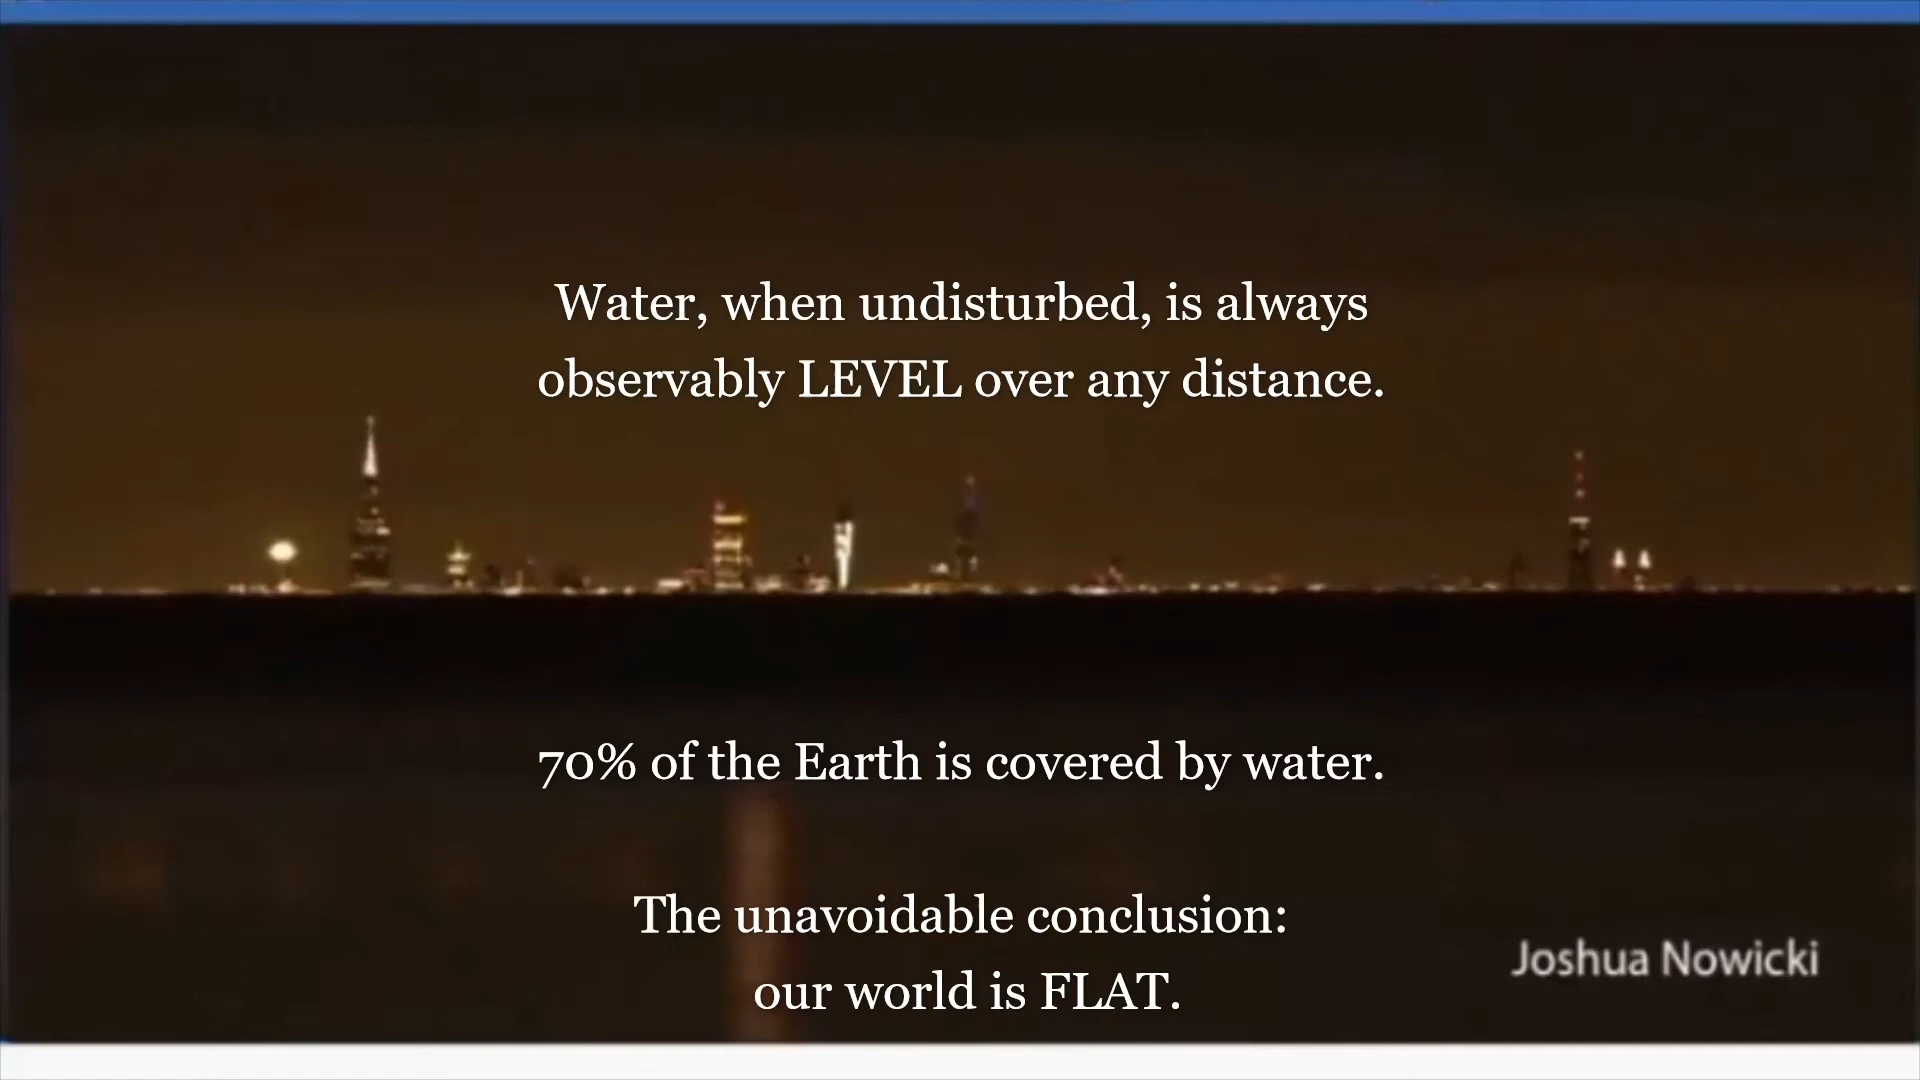 Water, when undisturbed, is always
observably LEVEL over any distance.
70% of the Earth is covered by water.
The unavoidable conclusion:
our world is FLAT.
Joshua Nowicki